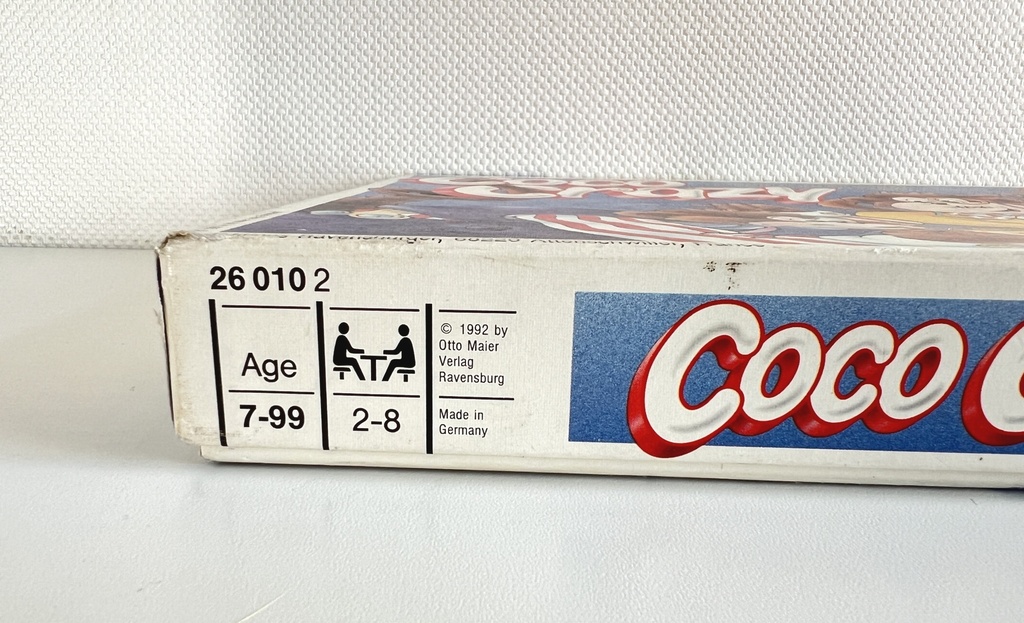 Coco
Crazy
26 010 2
Age
7-99
2-8
© 1992 by
Otto Maier
Verlag
Ravensburg
Made in
Germany
Coco C